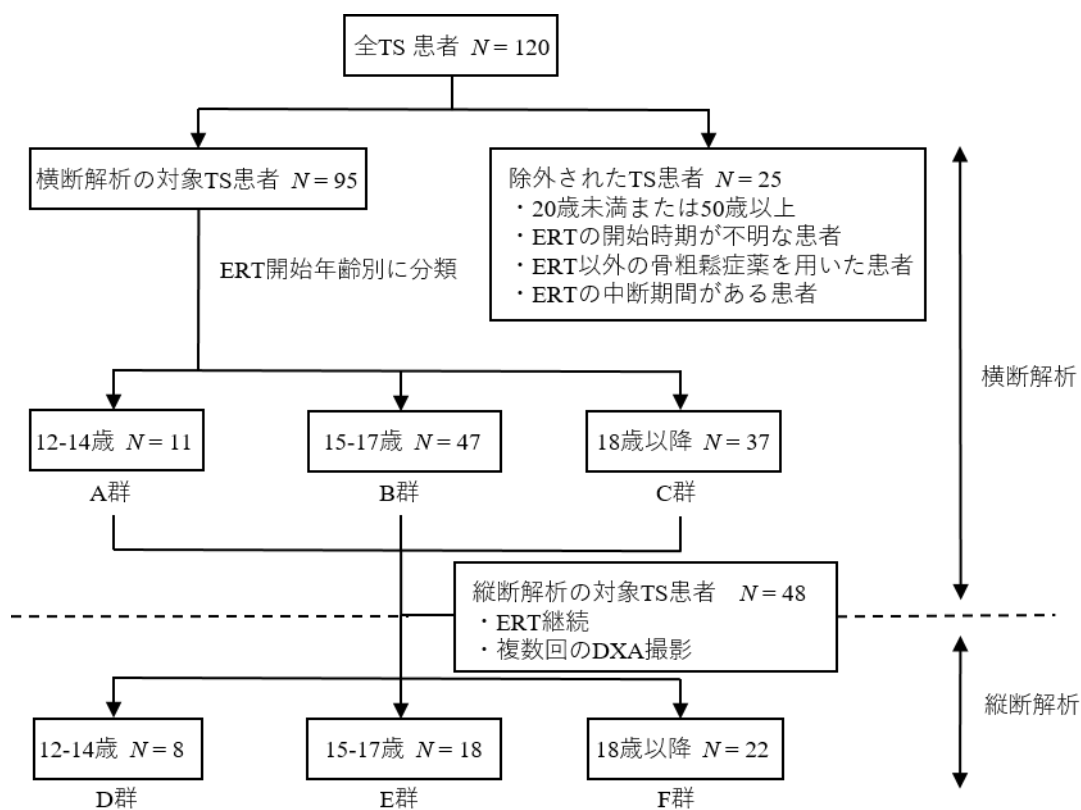 全TS 患者 N = 120
横断解析の対象TS患者 N = 95
除外されたTS患者 N = 25
・20歳未満または50歳以上
・ERTの開始時期が不明な患者
・ERT以外の骨粗鬆症薬を用いた患者
・ERTの中断期間がある患者
ERT開始年齢別に分類
横断解析
12-14歳 N = 11
15-17歳 N = 47
18歳以降 N = 37
A群
B群
C群
縦断解析の対象TS患者 N = 48
・ERT継続
・複数回のDXA撮影
縦断解析
12-14歳 N = 8
15-17歳 N = 18
18歳以降 N = 22
D群
E群
F群